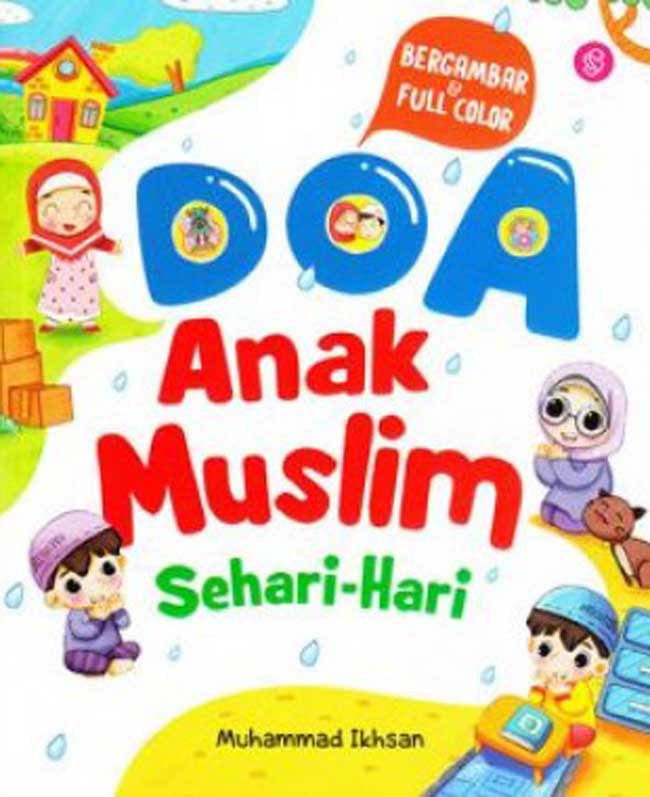 BERGAMBAR
&
FULL COLOR
DOA
Anak
Muslim
Sehari-Hari
Muhammad Ikhsan